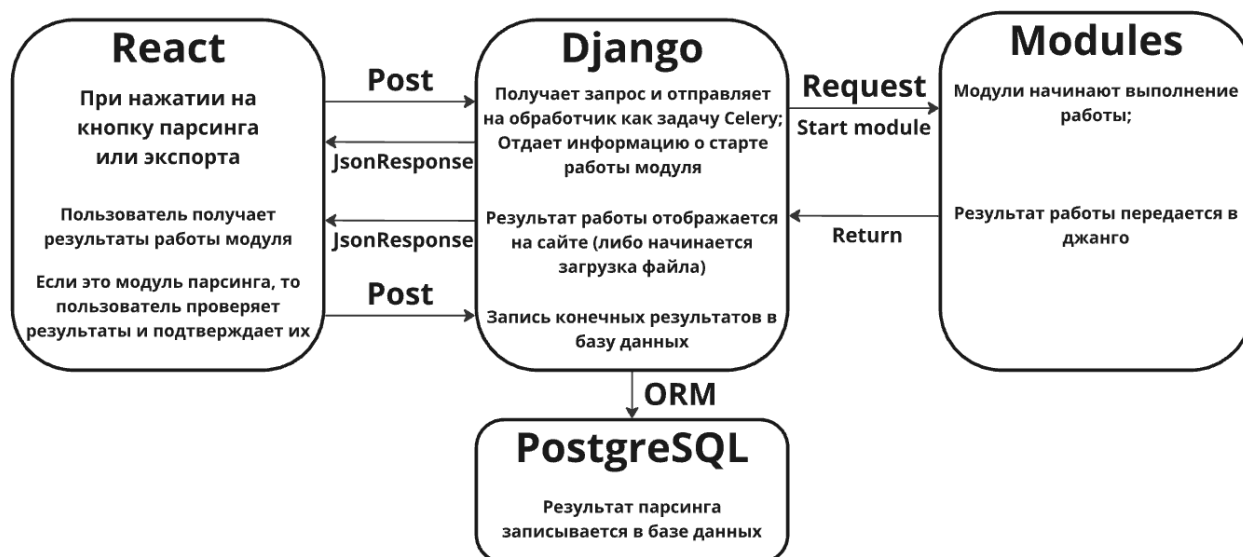 React
При нажатии на
кнопку парсинга
или экспорта
Пользователь получает
результаты работы модуля
Если это модуль парсинга, то
пользователь проверяет
результаты и подтверждает их
Post
JsonResponse
JsonResponse
Post
Django
Получает запрос и отправляет
на обработчик как задачу Celery;
Отдает информацию о старте
работы модуля
Результат работы отображается
на сайте (либо начинается
загрузка файла)
Запись конечных результатов в
базу данных
Request
Start module
Return
Modules
Модули начинают выполнение
работы;
Результат работы передается в
джанго
ORM
PostgreSQL
Результат парсинга
записывается в базе данных